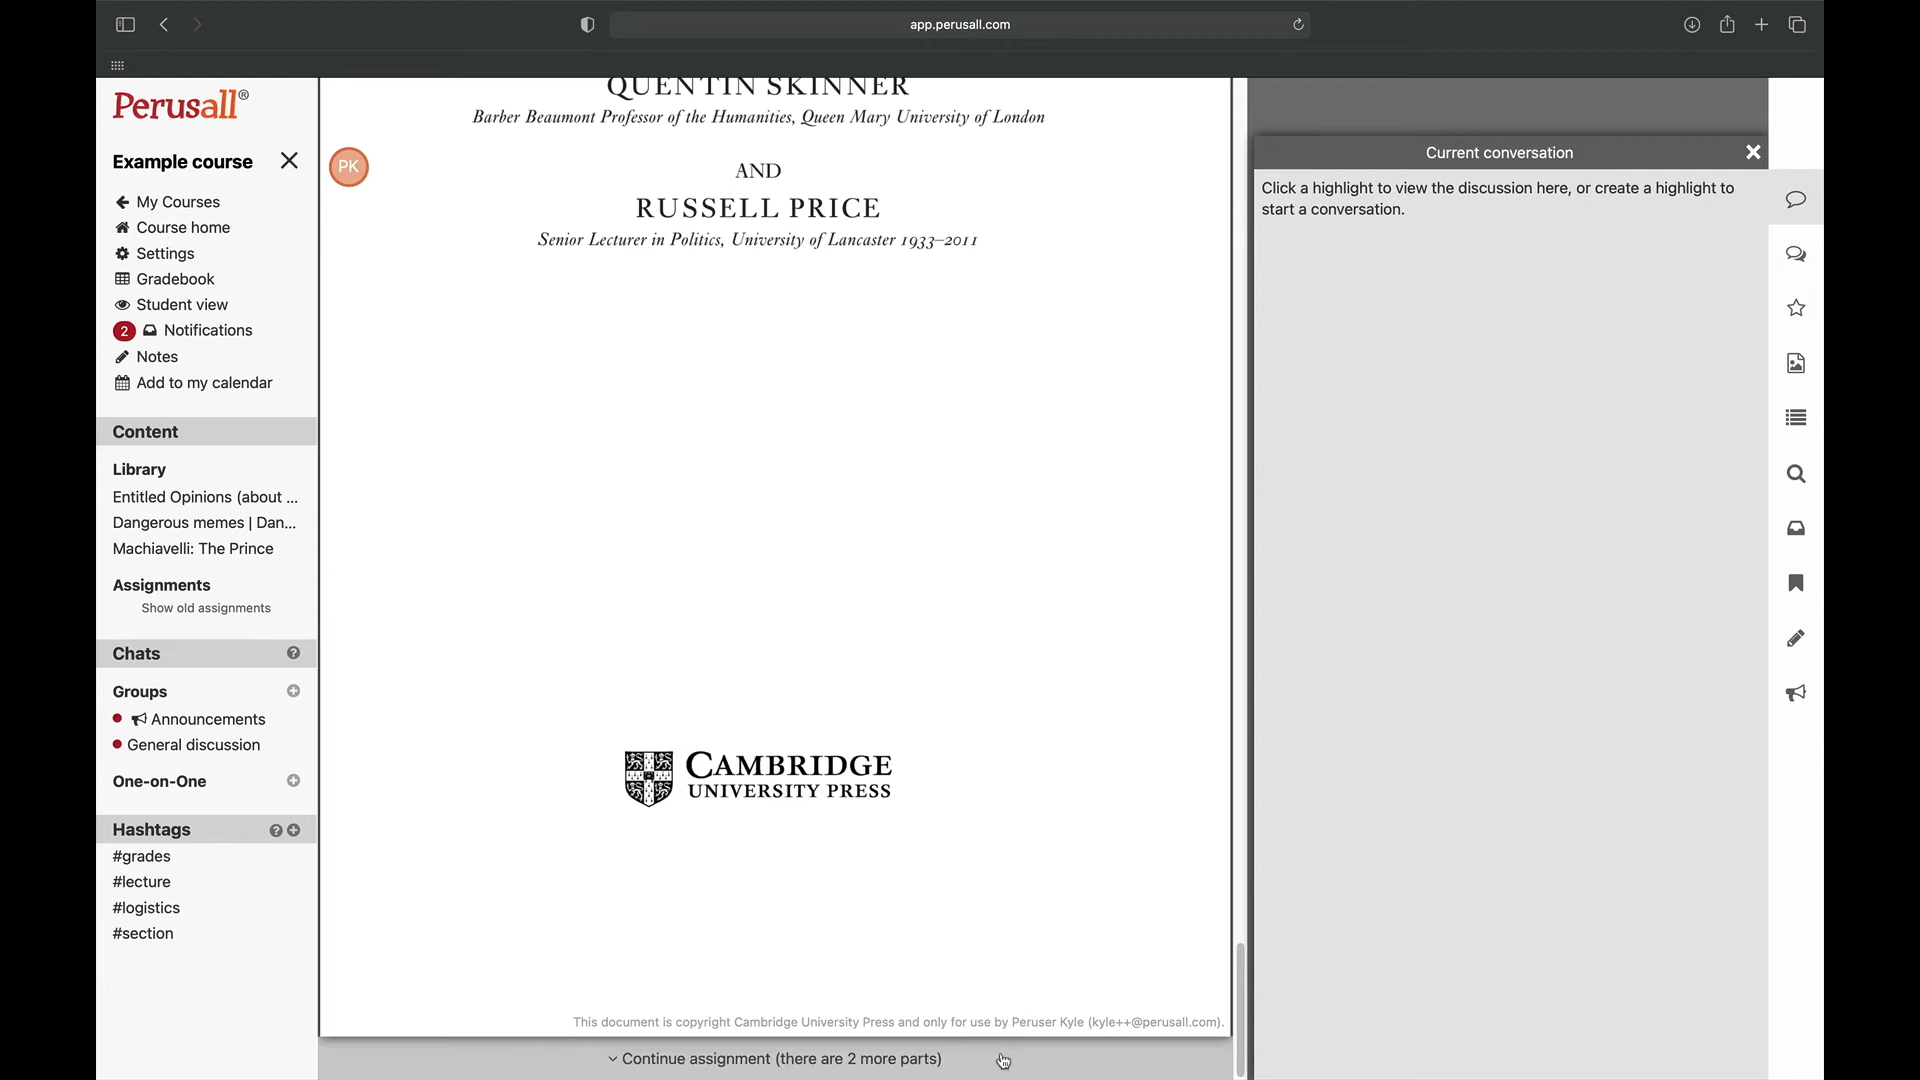 app.perusall.com
Perusall®
Example course
My Courses
Course home
Settings
Gradebook
Student view
2 Notifications
Notes
Add to my calendar
Content
Library
Entitled Opinions (about ...
Dangerous memes | Dan...
Machiavelli: The Prince
Assignments
Show old assignments
Chats
Groups
Announcements
General discussion
One-on-One
Hashtags
#grades
#lecture
#logistics
#section
PK
QUENTIN SKINNER
Barber Beaumont Professor of the Humanities, Queen Mary University of London
AND
RUSSELL PRICE
Senior Lecturer in Politics, University of Lancaster 1933–2011
CAMBRIDGE
UNIVERSITY PRESS
This document is copyright Cambridge University Press and only for use by Peruser Kyle (kyle++@perusall.com).
Continue assignment (there are 2 more parts)
Current conversation
Click a highlight to view the discussion here, or create a highlight to
start a conversation.